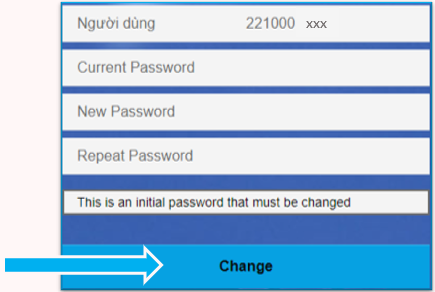 Người dùng 221000 xxx
Current Password
New Password
Repeat Password
This is an initial password that must be changed
Change